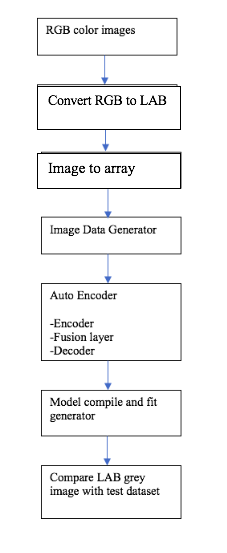 RGB color images
Convert RGB to LAB
Image to array
Image Data Generator
Auto Encoder
-Encoder
-Fusion layer
-Decoder
Model compile and fit
generator
Compare LAB grey
image with test dataset